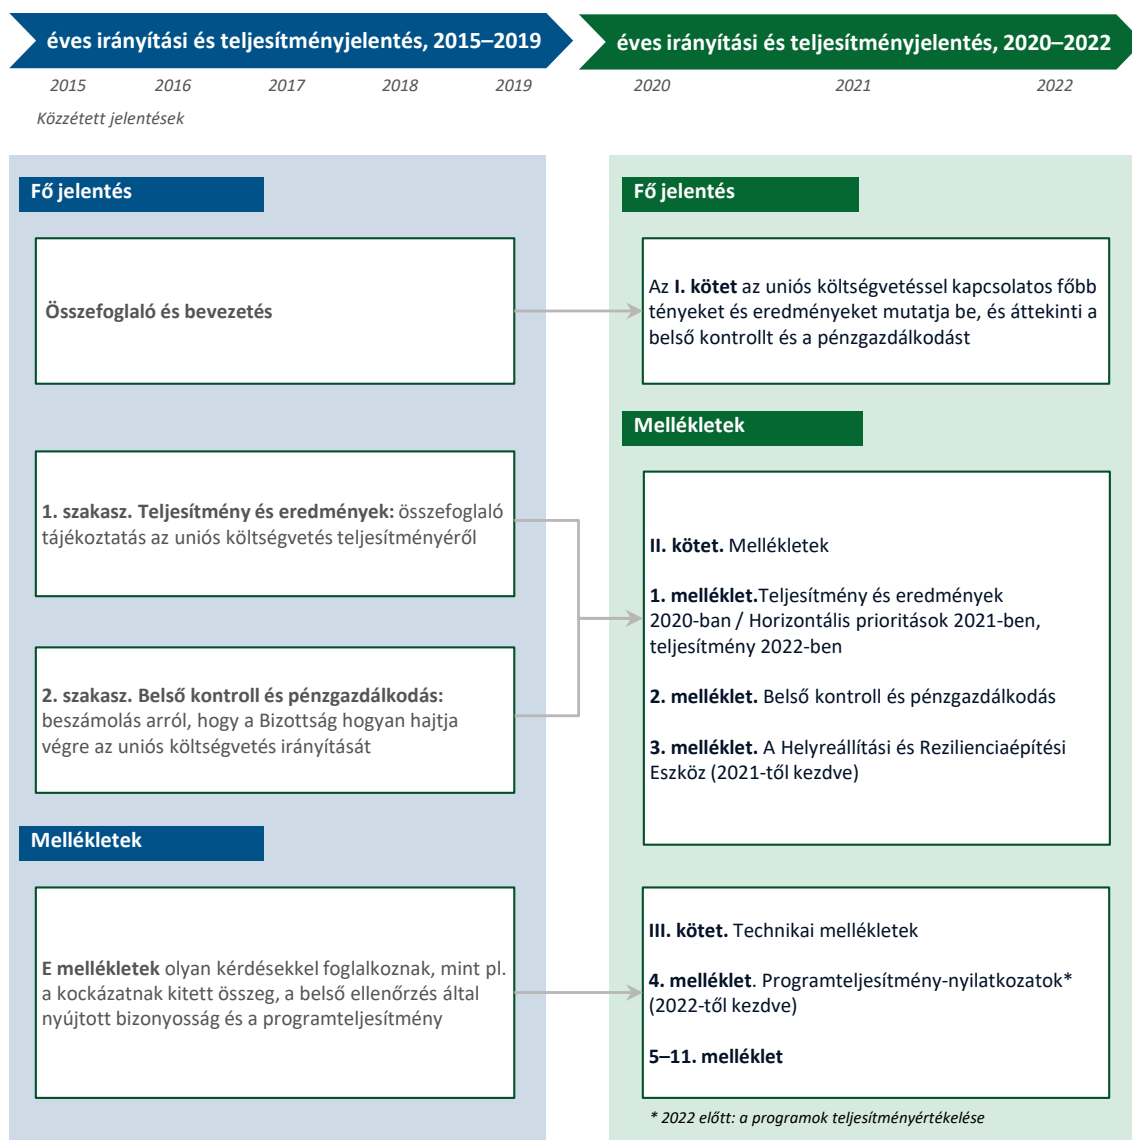 éves irányítási és teljesítményjelentés, 2015–2019
2015 2016 2017 2018 2019
Közzétett jelentések
Fő jelentés
Összefoglaló és bevezetés
1. szakasz. Teljesítmény és eredmények: összefoglaló
tájékoztatás az uniós költségvetés teljesítményéről
2. szakasz. Belső kontroll és pénzgazdálkodás:
beszámolás arról, hogy a Bizottság hogyan hajtja
végre az uniós költségvetés irányítását
Mellékletek
E mellékletek olyan kérdésekkel foglalkoznak, mint pl.
a kockázatnak kitett összeg, a belső ellenőrzés által
nyújtott bizonyosság és a programteljesítmény
éves irányítási és teljesítményjelentés, 2020–2022
2020 2021 2022
Fő jelentés
Az I. kötet az uniós költségvetéssel kapcsolatos főbb
tényeket és eredményeket mutatja be, és áttekinti a
belső kontrollt és a pénzgazdálkodást
Mellékletek
II. kötet. Mellékletek
1. melléklet.Teljesítmény és eredmények
2020-ban / Horizontális prioritások 2021-ben,
teljesítmény 2022-ben
2. melléklet. Belső kontroll és pénzgazdálkodás
3. melléklet. A Helyreállítási és Rezilienciaépítési
Eszköz (2021-től kezdve)
III. kötet. Technikai mellékletek
4. melléklet. Programteljesítmény-nyilatkozatok*
(2022-től kezdve)
5–11. melléklet
* 2022 előtt: a programok teljesítményértékelése